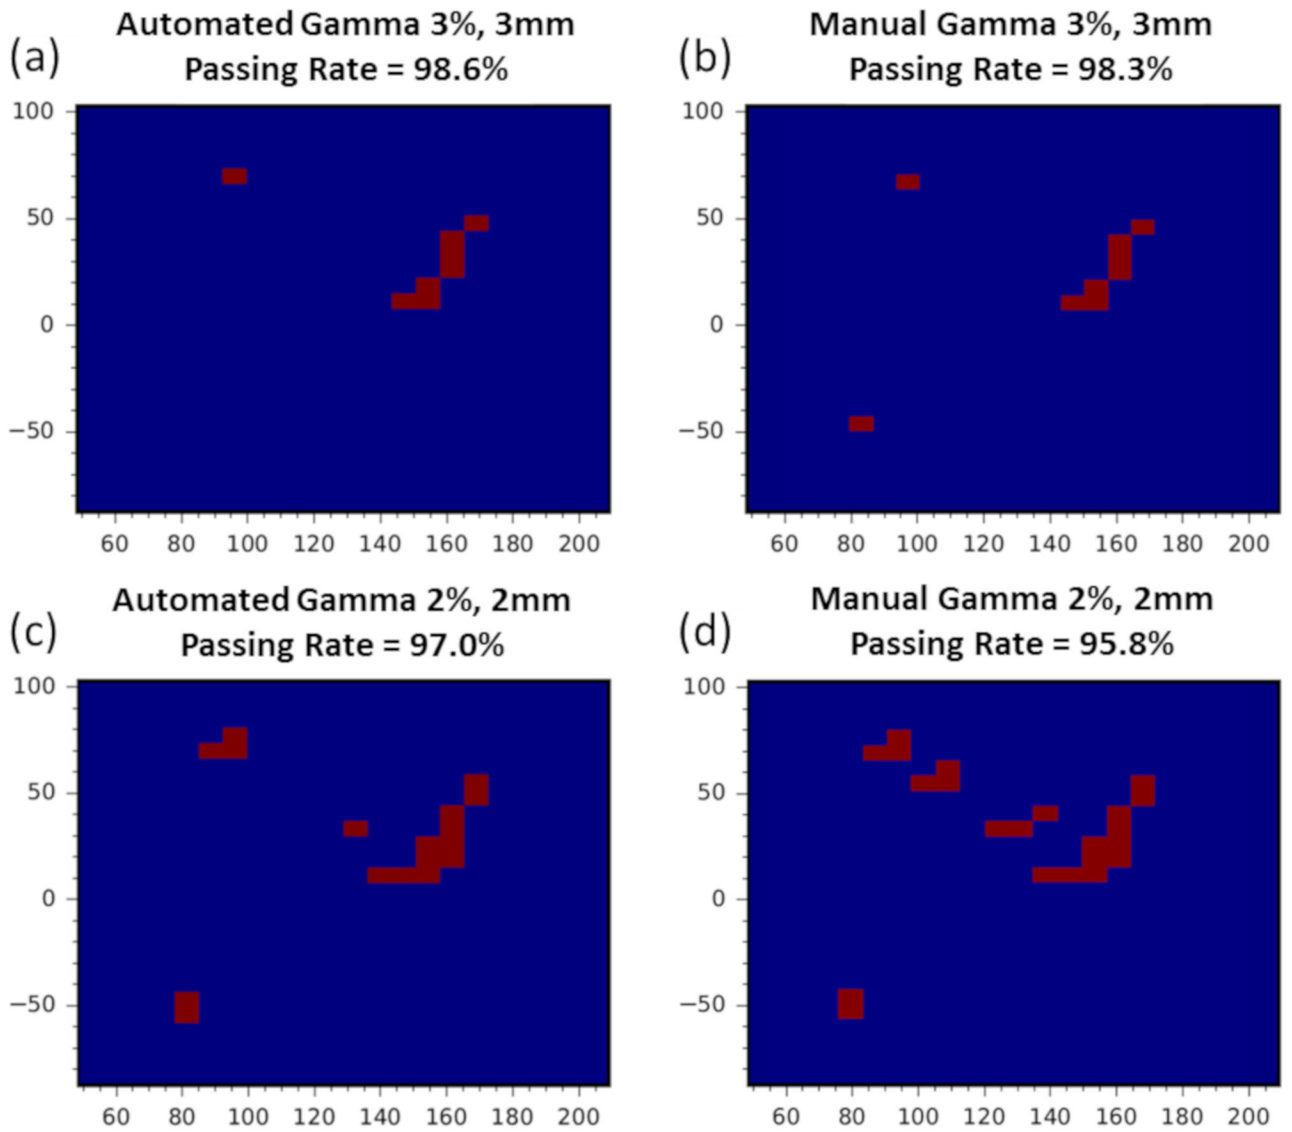 (a)
Automated Gamma 3%, 3mm
Passing Rate = 98.6%
100
50
0
−50
60 80 100 120 140 160 180 200
(b)
Manual Gamma 3%, 3mm
Passing Rate = 98.3%
100
50
0
−50
60 80 100 120 140 160 180 200
(c)
Automated Gamma 2%, 2mm
Passing Rate = 97.0%
100
50
0
−50
60 80 100 120 140 160 180 200
(d)
Manual Gamma 2%, 2mm
Passing Rate = 95.8%
100
50
0
−50
60 80 100 120 140 160 180 200